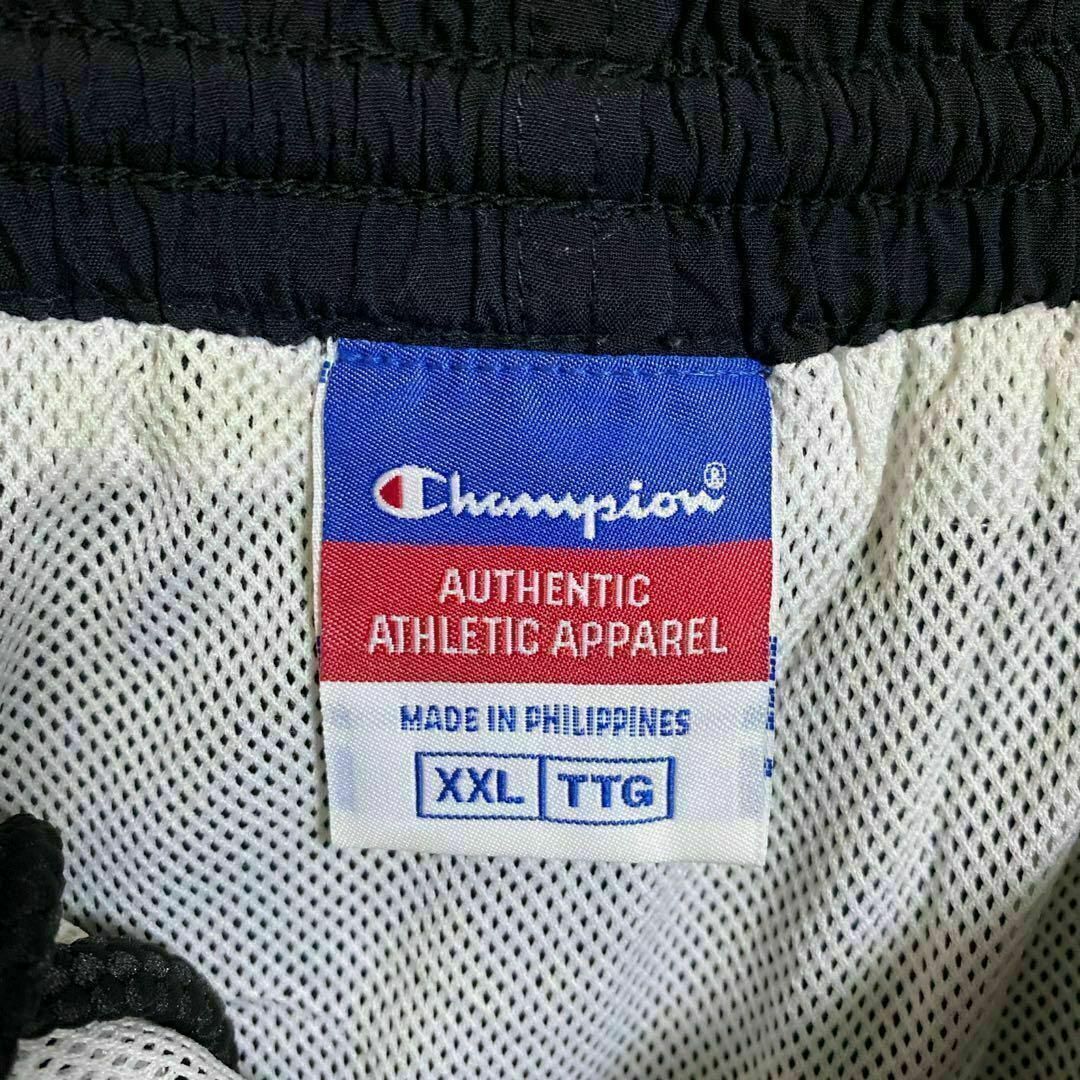 Champion®
AUTHENTIC
ATHLETIC APPAREL
MADE IN PHILIPPINES
XXL TTG